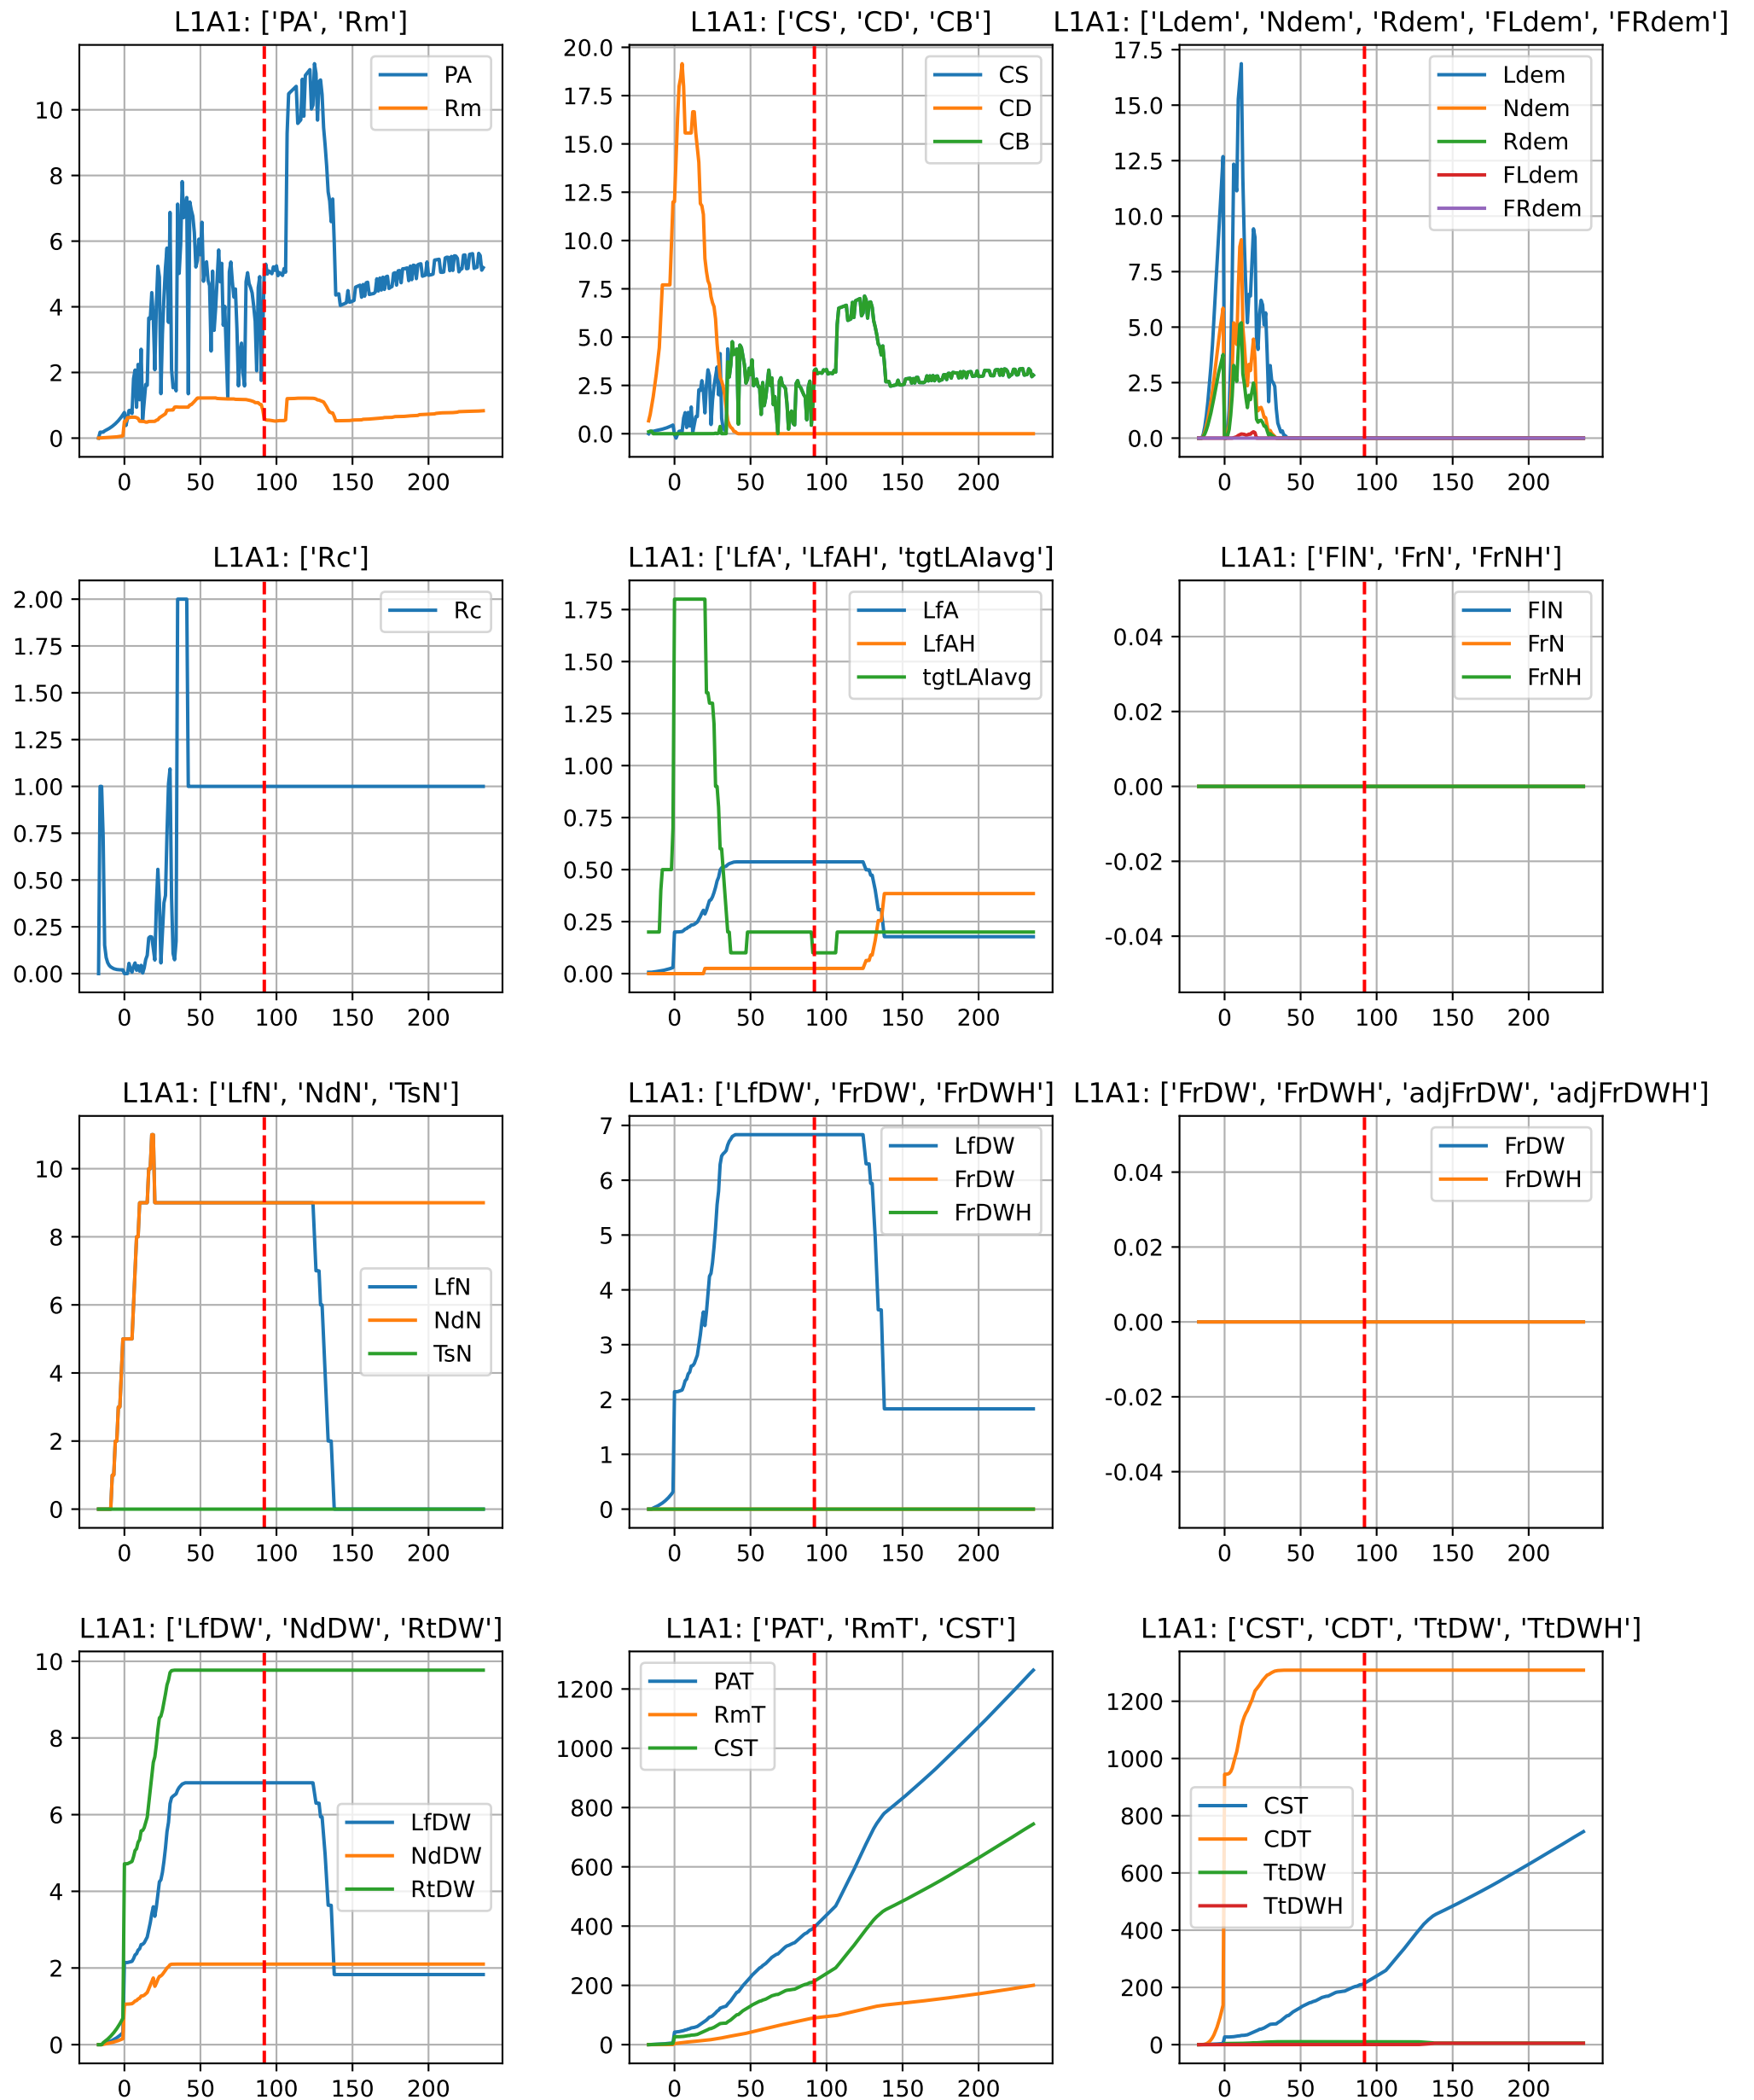 L1A1: ['PA', 'Rm']
PA
Rm
10
8
6
4
2
0
0 50 100 150 200
L1A1: ['CS', 'CD', 'CB']
CS
CD
CB
20.0
17.5
15.0
12.5
10.0
7.5
5.0
2.5
0.0
0 50 100 150 200
L1A1: ['Ldem', 'Ndem', 'Rdem', 'FLdem', 'FRdem']
Ldem
Ndem
Rdem
FLdem
FRdem
17.5
15.0
12.5
10.0
7.5
5.0
2.5
0.0
0 50 100 150 200
L1A1: ['Rc']
Rc
2.00
1.75
1.50
1.25
1.00
0.75
0.50
0.25
0.00
0 50 100 150 200
L1A1: ['LfA', 'LfAH', 'tgtLAIavg']
LfA
LfAH
tgtLAIavg
1.75
1.50
1.25
1.00
0.75
0.50
0.25
0.00
0 50 100 150 200
L1A1: ['FlN', 'FrN', 'FrNH']
FlN
FrN
FrNH
0.04
0.02
0.00
-0.02
-0.04
0 50 100 150 200
L1A1: ['LfN', 'NdN', 'TsN']
LfN
NdN
TsN
10
8
6
4
2
0
0 50 100 150 200
L1A1: ['LfDW', 'FrDW', 'FrDWH']
LfDW
FrDW
FrDWH
7
6
5
4
3
2
1
0
0 50 100 150 200
L1A1: ['FrDW', 'FrDWH', 'adjFrDW', 'adjFrDWH']
FrDW
FrDWH
0.04
0.02
0.00
-0.02
-0.04
0 50 100 150 200
L1A1: ['LfDW', 'NdDW', 'RtDW']
LfDW
NdDW
RtDW
10
8
6
4
2
0
0 50 100 150 200
L1A1: ['PAT', 'RmT', 'CST']
PAT
RmT
CST
1200
1000
800
600
400
200
0
0 50 100 150 200
L1A1: ['CST', 'CDT', 'TtDW', 'TtDWH']
CST
CDT
TtDW
TtDWH
1200
1000
800
600
400
200
0
0 50 100 150 200